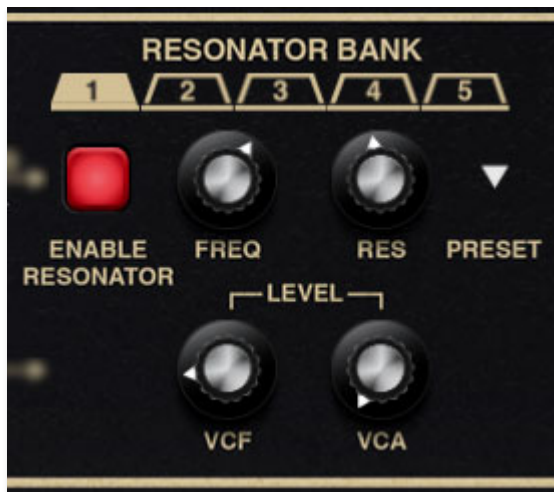 RESONATOR BANK
1 2 3 4 5
ENABLE RESONATOR FREQ RES PRESET
LEVEL
VCF VCA